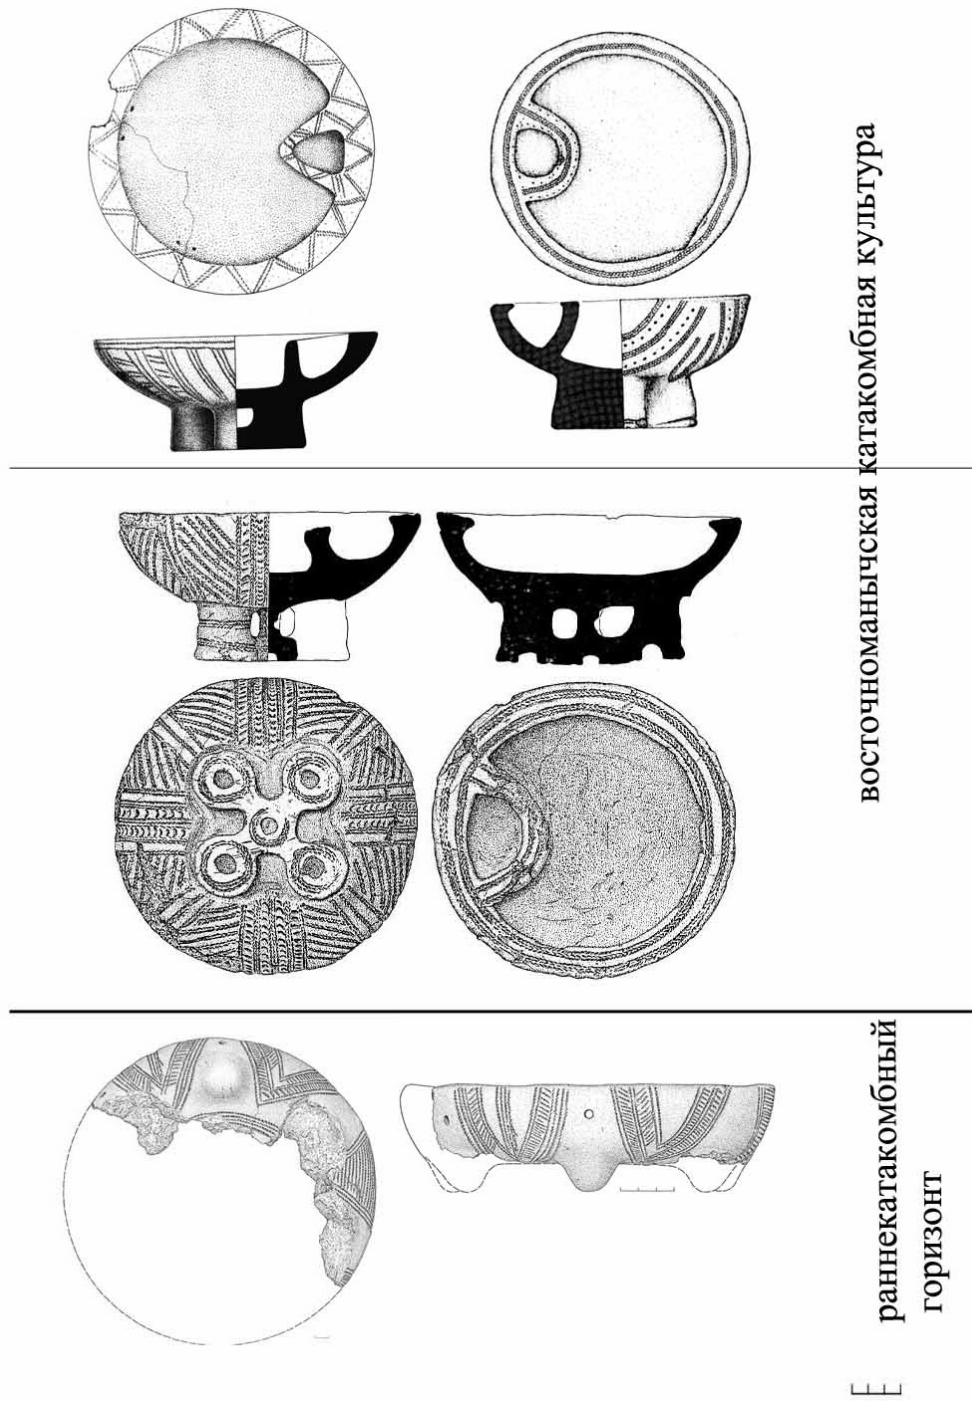 восточноманычская катакомбная культура
раннекатакомбный
горизонт